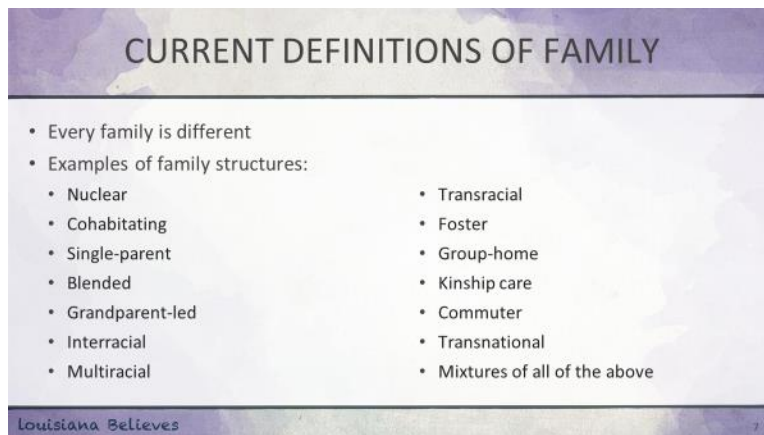 CURRENT DEFINITIONS OF FAMILY
• Every family is different
• Examples of family structures:
• Nuclear
• Cohabitating
• Single-parent
• Blended
• Grandparent-led
• Interracial
• Multiracial
• Transracial
• Foster
• Group-home
• Kinship care
• Commuter
• Transnational
• Mixtures of all of the above
Louisiana Believes
7